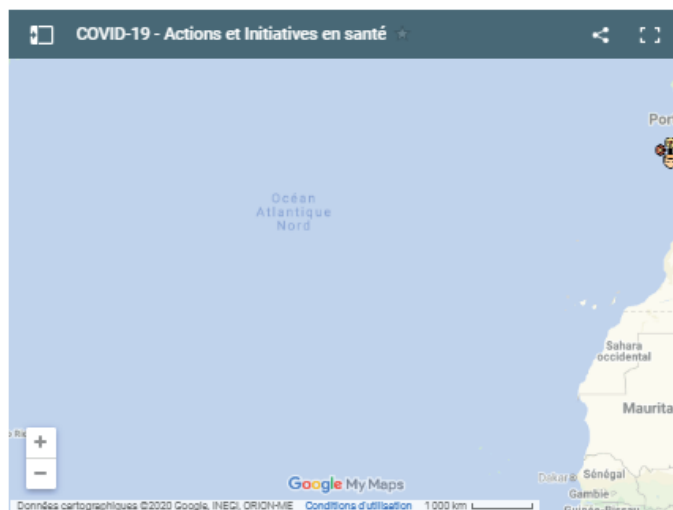 COVID-19 - Actions et Initiatives en santé
Port
Océan
Atlantique
Nord
Sahara
occidental
Maurita
Dakar
Sénégal
Gambie
Google My Maps
Données cartographiques ©2020 Google, INEGI, ORION-ME Conditions d'utilisation 1 000 km